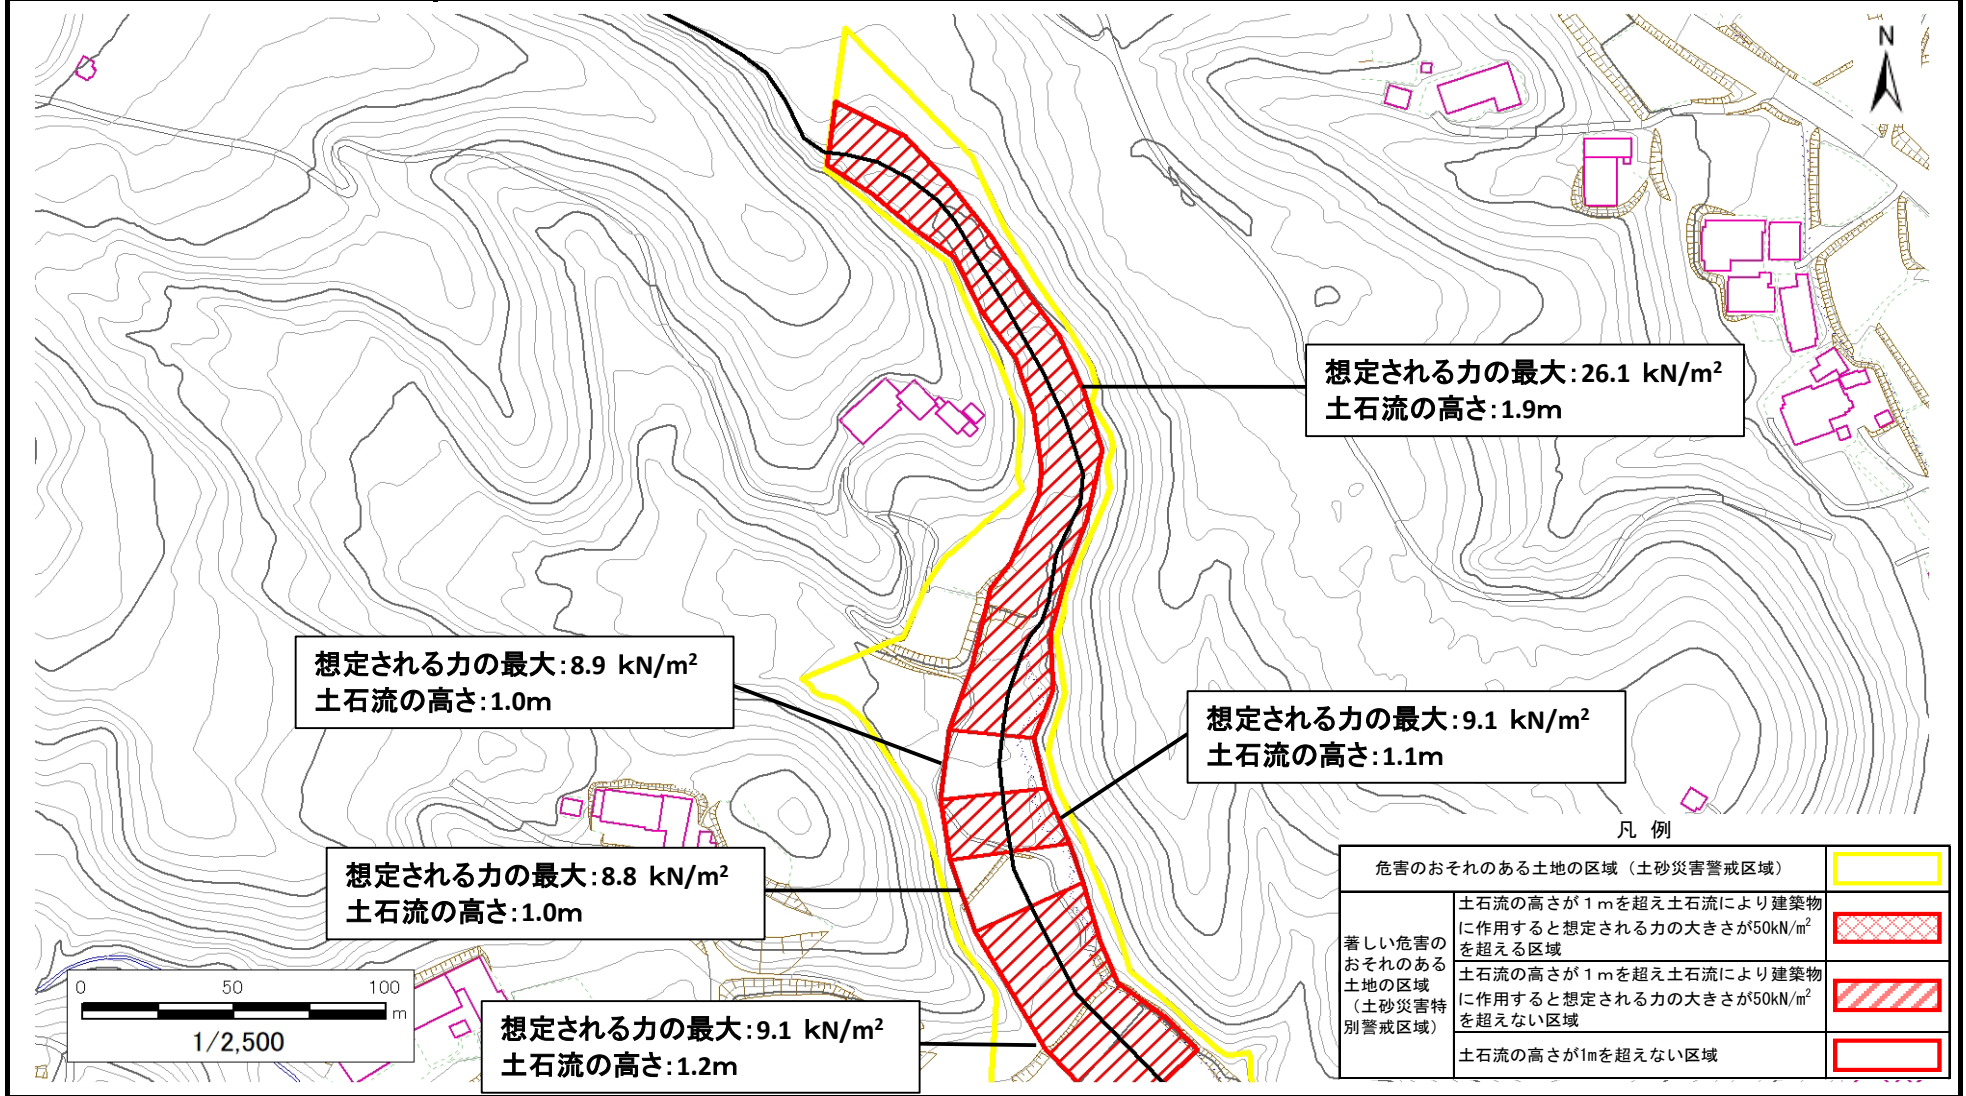 N
想定される力の最大:26.1 kN/m²
土石流の高さ:1.9m
想定される力の最大:8.9 kN/m²
土石流の高さ:1.0m
想定される力の最大:9.1 kN/m²
土石流の高さ:1.1m
想定される力の最大:8.8 kN/m²
土石流の高さ:1.0m
想定される力の最大:9.1 kN/m²
土石流の高さ:1.2m
0 50 100
m
1/2,500
凡 例
危害のおそれのある土地の区域（土砂災害警戒区域）
著しい危害の
おそれのある
土地の区域
（土砂災害特
別警戒区域）
土石流の高さが１ｍを超え土石流により建築物
に作用すると想定される力の大きさが50kN/m²
を超える区域
土石流の高さが１ｍを超え土石流により建築物
に作用すると想定される力の大きさが50kN/m²
を超えない区域
土石流の高さが1mを超えない区域